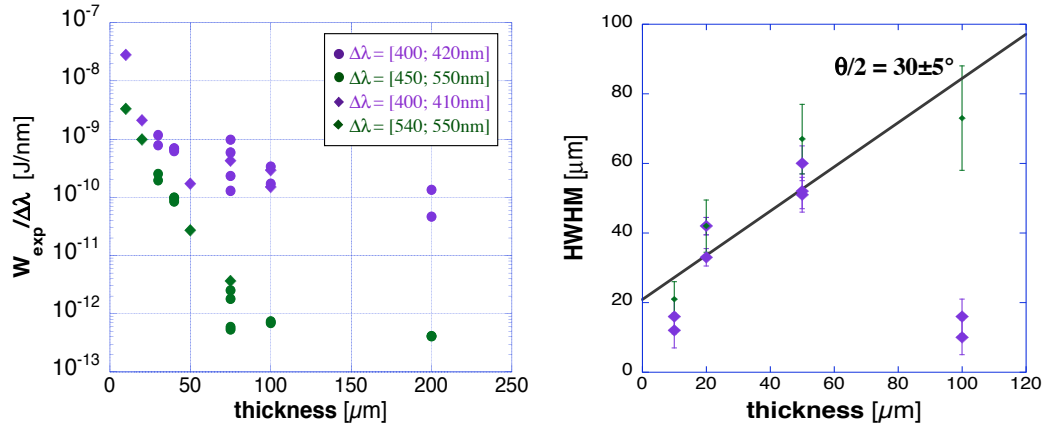 10⁻⁷
10⁻⁸
10⁻⁹
10⁻¹⁰
10⁻¹¹
10⁻¹²
10⁻¹³
W_exp/Δλ [J/nm]
Δλ = [400; 420nm]
Δλ = [450; 550nm]
Δλ = [400; 410nm]
Δλ = [540; 550nm]
0 50 100 150 200 250
thickness [µm]
100
80
60
40
20
0
HWHM [µm]
θ/2 = 30±5°
0 20 40 60 80 100 120
thickness [µm]